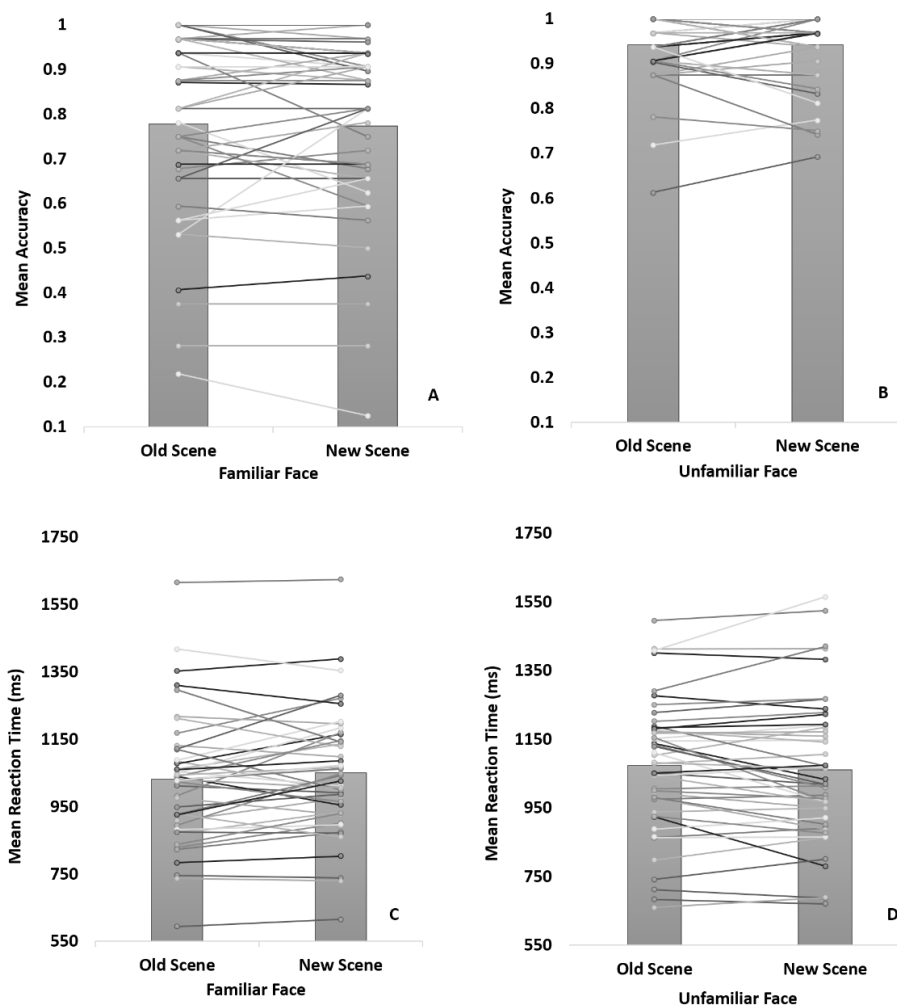 1
0.9
0.8
0.7
0.6
0.5
0.4
0.3
0.2
0.1
Mean Accuracy
Old Scene New Scene
Familiar Face
A
1
0.9
0.8
0.7
0.6
0.5
0.4
0.3
0.2
0.1
Mean Accuracy
Old Scene New Scene
Unfamiliar Face
B
1750
1550
1350
1150
950
750
550
Mean Reaction Time (ms)
Old Scene New Scene
Familiar Face
C
1750
1550
1350
1150
950
750
550
Mean Reaction Time (ms)
Old Scene New Scene
Unfamiliar Face
D